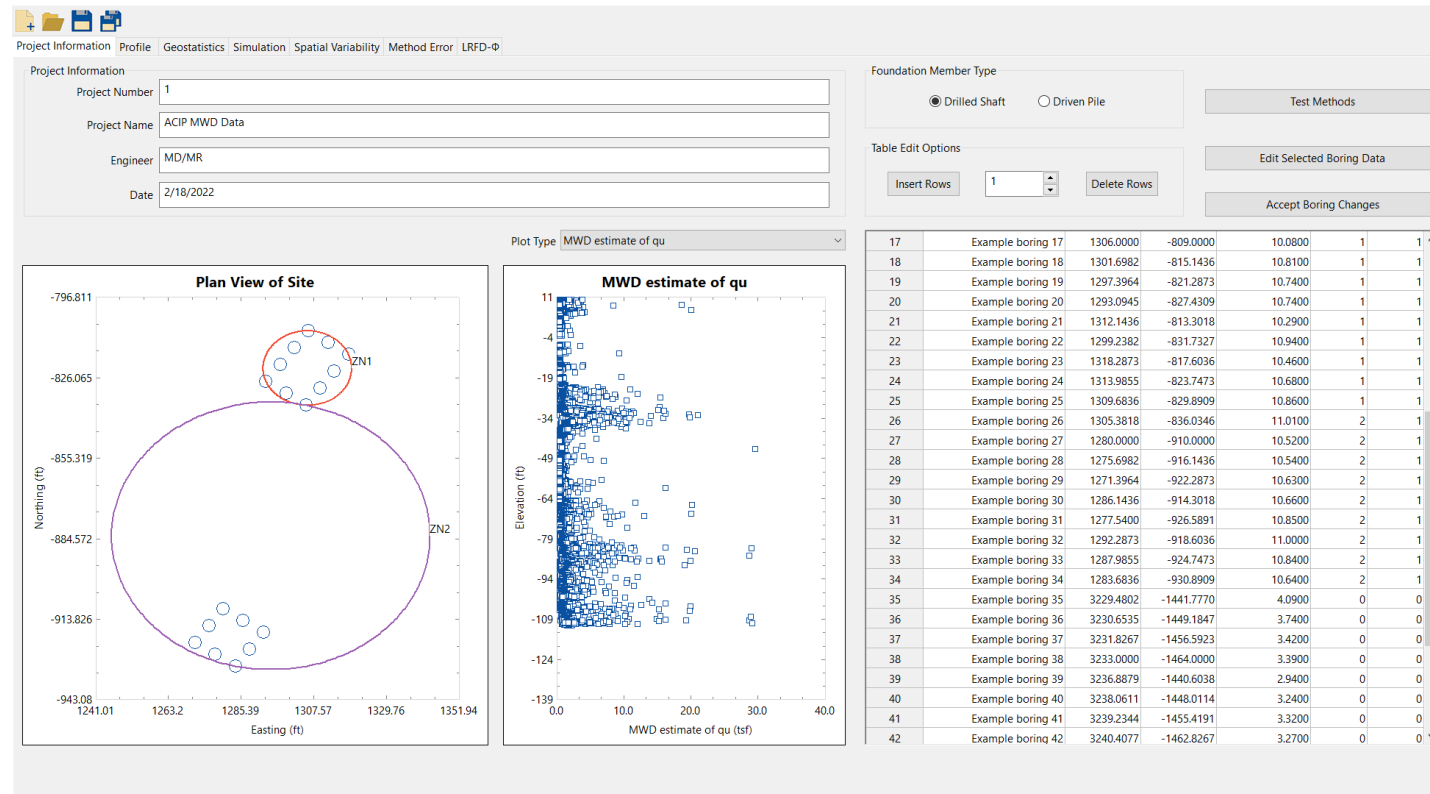 Project Information Profile Geostatistics Simulation Spatial Variability Method Error LRFD-Φ
Project Information
Project Number 1
Project Name ACIP MWD Data
Engineer MD/MR
Date 2/18/2022
Foundation Member Type
Drilled Shaft Driven Pile
Table Edit Options
Insert Rows 1 Delete Rows
Test Methods
Edit Selected Boring Data
Accept Boring Changes
Plot Type MWD estimate of qu
Plan View of Site
-796.811
-826.065
-855.319
-884.572
-913.826
-943.08
1241.01 1263.2 1285.39 1307.57 1329.76 1351.94
Northing (ft)
Easting (ft)
ZN1
ZN2
MWD estimate of qu
11
-4
-19
-34
-49
-64
-79
-94
-109
-124
-139
0.0 10.0 20.0 30.0 40.0
Elevation (ft)
MWD estimate of qu (tsf)
17 Example boring 17 1306.0000 -809.0000 10.0800 1 1
18 Example boring 18 1301.6982 -815.1436 10.8100 1 1
19 Example boring 19 1297.3964 -821.2873 10.7400 1 1
20 Example boring 20 1293.0945 -827.4309 10.7400 1 1
21 Example boring 21 1312.1436 -813.3018 10.2900 1 1
22 Example boring 22 1299.2382 -831.7327 10.9400 1 1
23 Example boring 23 1318.2873 -817.6036 10.4600 1 1
24 Example boring 24 1313.9855 -823.7473 10.6800 1 1
25 Example boring 25 1309.6836 -829.8909 10.8600 1 1
26 Example boring 26 1305.3818 -836.0346 11.0100 2 1
27 Example boring 27 1280.0000 -910.0000 10.5200 2 1
28 Example boring 28 1275.6982 -916.1436 10.5400 2 1
29 Example boring 29 1271.3964 -922.2873 10.6300 2 1
30 Example boring 30 1286.1436 -914.3018 10.6600 2 1
31 Example boring 31 1277.5400 -926.5891 10.8500 2 1
32 Example boring 32 1292.2873 -918.6036 11.0000 2 1
33 Example boring 33 1287.9855 -924.7473 10.8400 2 1
34 Example boring 34 1283.6836 -930.8909 10.6400 2 1
35 Example boring 35 3229.4802 -1441.7770 4.0900 0 0
36 Example boring 36 3230.6535 -1449.1847 3.7400 0 0
37 Example boring 37 3231.8267 -1456.5923 3.4200 0 0
38 Example boring 38 3233.0000 -1464.0000 3.3900 0 0
39 Example boring 39 3236.8879 -1440.6038 2.9400 0 0
40 Example boring 40 3238.0611 -1448.0114 3.2400 0 0
41 Example boring 41 3239.2344 -1455.4191 3.3200 0 0
42 Example boring 42 3240.4077 -1462.8267 3.2700 0 0